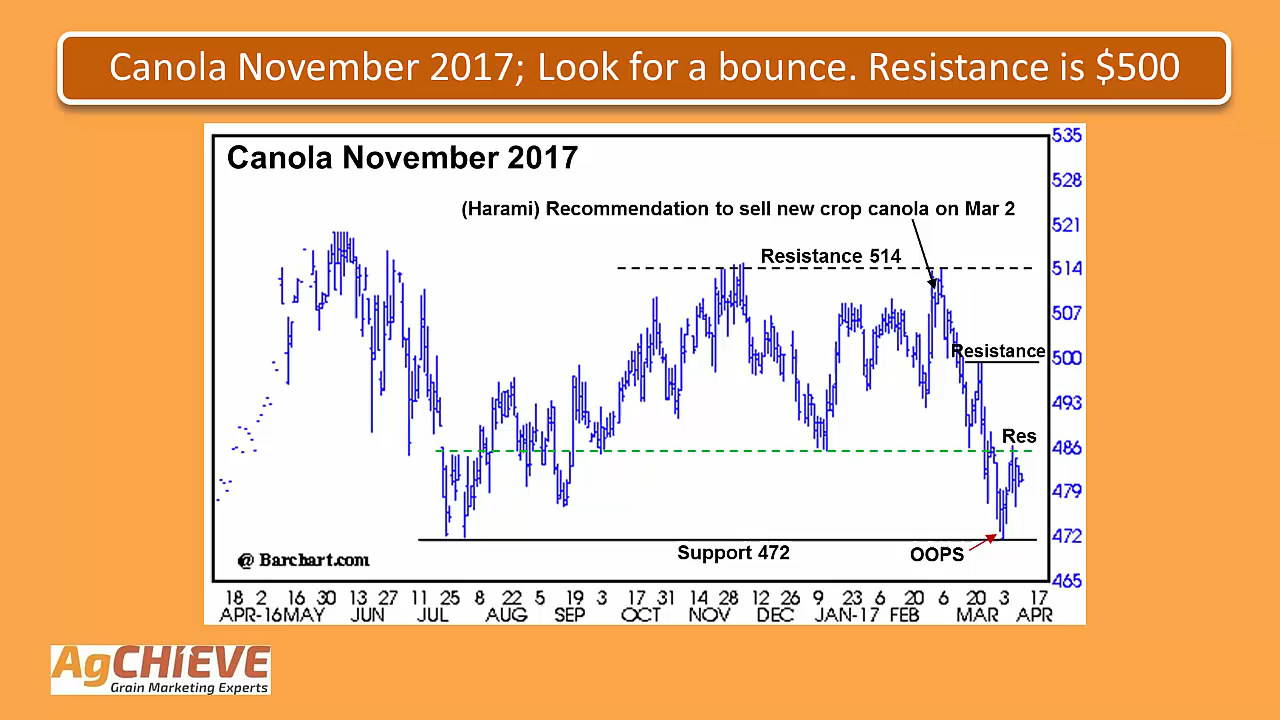 Canola November 2017; Look for a bounce. Resistance is $500
Canola November 2017
(Harami) Recommendation to sell new crop canola on Mar 2
Resistance 514
Resistance
Res
Support 472
OOPS
@ Barchart.com
535
528
521
514
507
500
493
486
479
472
465
18 2 16 30 13 27 11 25 8 22 5 19 3 17 31 14 28 12 26 9 23 6 20 6 20 3 17
APR-16 MAY JUN JUL AUG SEP OCT NOV DEC JAN-17 FEB MAR APR
AgCHIEVE
Grain Marketing Experts